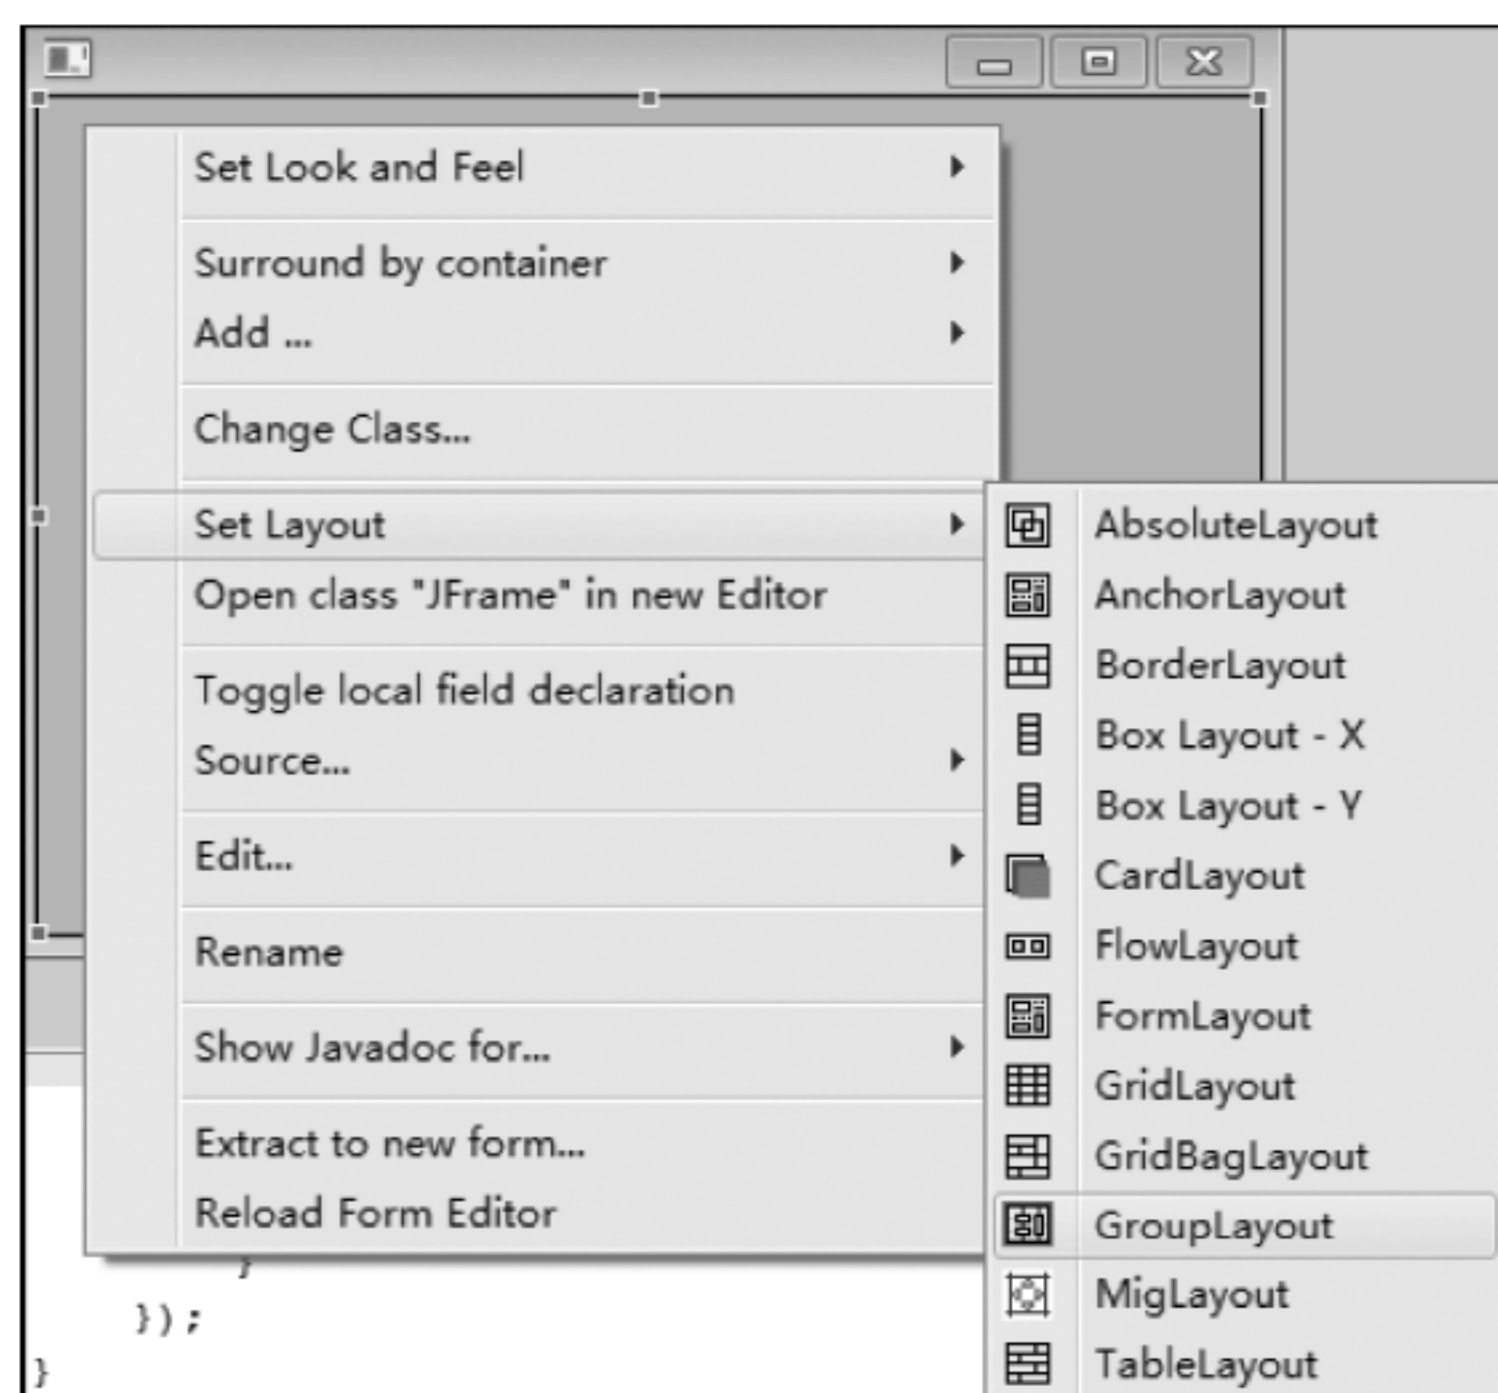 Set Look and Feel
Surround by container
Add ...
Change Class...
Set Layout
Open class "JFrame" in new Editor
Toggle local field declaration
Source...
Edit...
Rename
Show Javadoc for...
Extract to new form...
Reload Form Editor
AbsoluteLayout
AnchorLayout
BorderLayout
Box Layout - X
Box Layout - Y
CardLayout
FlowLayout
FormLayout
GridLayout
GridBagLayout
GroupLayout
MigLayout
TableLayout
}
});
}